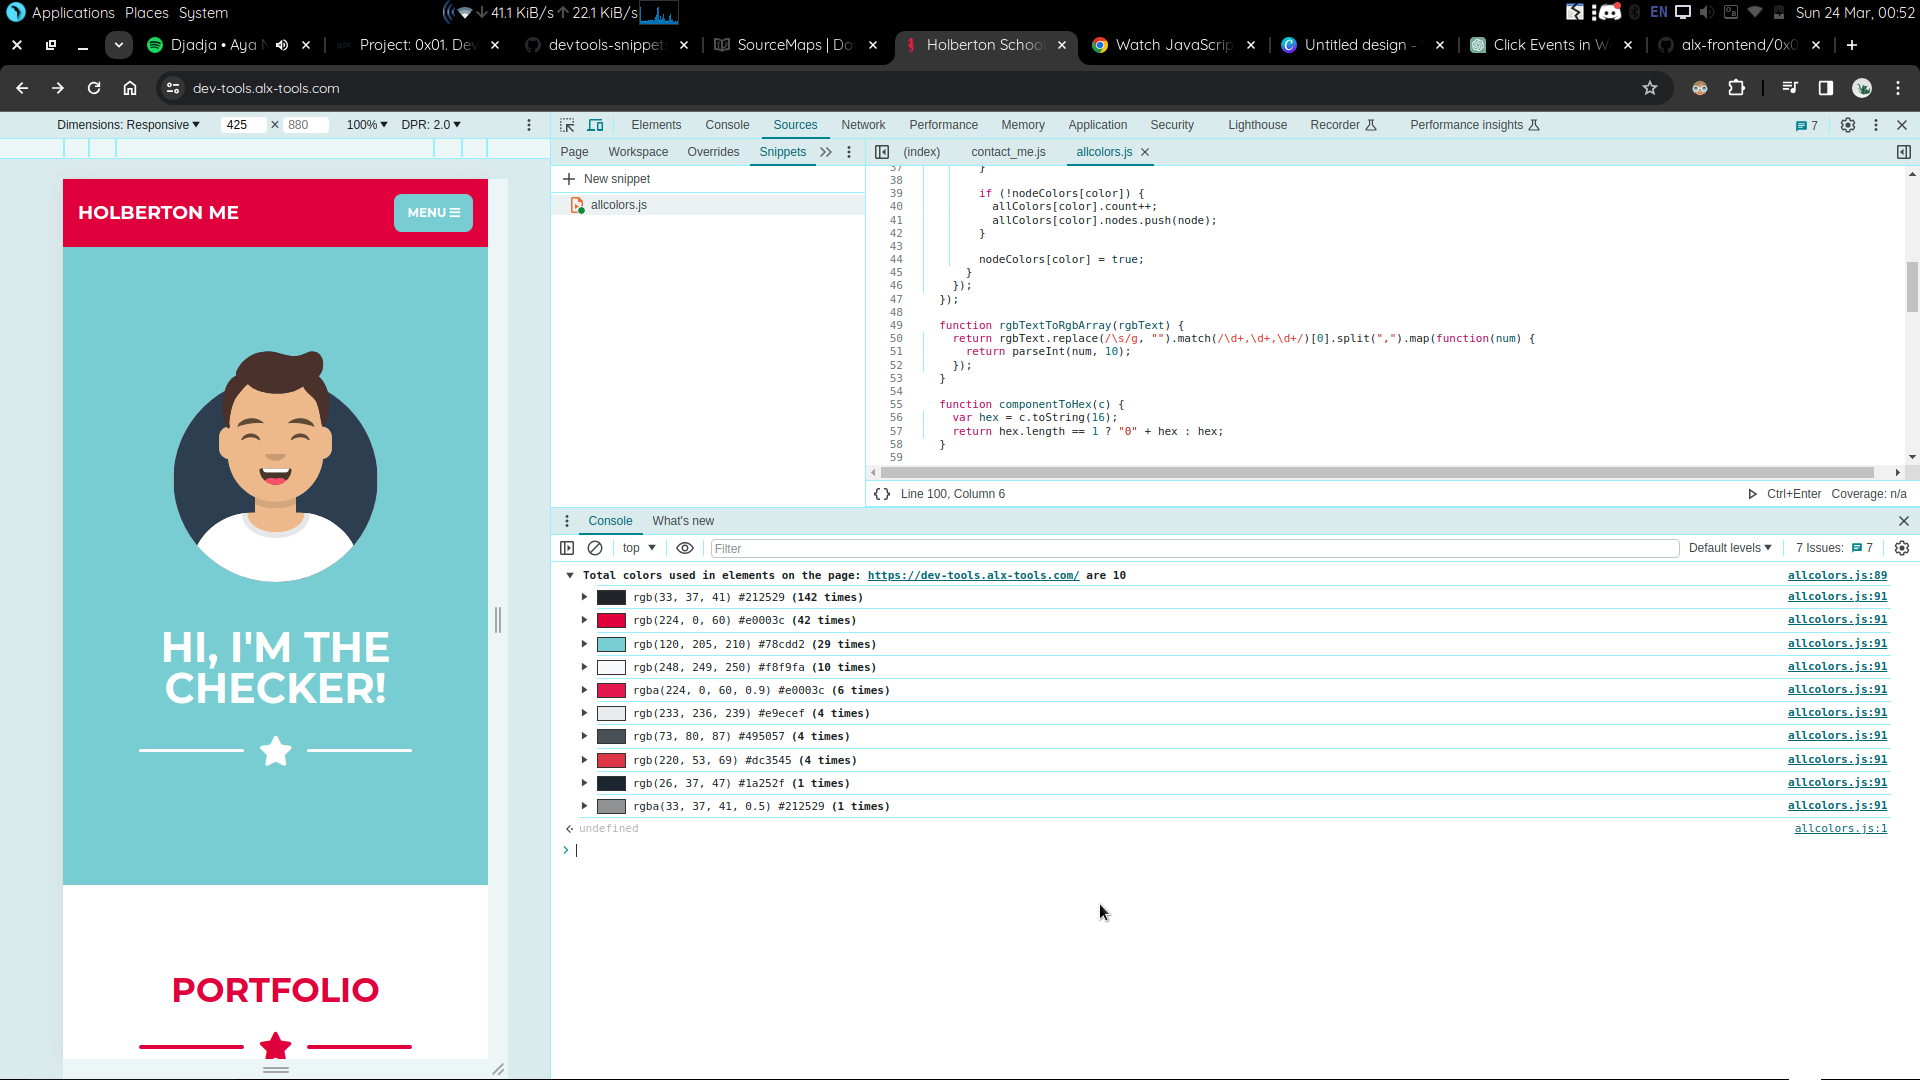 Applications Places System 41.1 KiB/s 22.1 KiB/s EN Sun 24 Mar, 00:52
Djadja • Aya Project: 0x01. Dev devtools-snippet SourceMaps | Do Holberton Schoo Watch JavaScrip Untitled design - Click Events in W alx-frontend/0x0
dev-tools.alx-tools.com
Dimensions: Responsive 425 × 880 100% DPR: 2.0
Elements Console Sources Network Performance Memory Application Security Lighthouse Recorder Performance insights 7
Page Workspace Overrides Snippets (index) contact_me.js allcolors.js
New snippet
allcolors.js
HOLBERTON ME
MENU
HI, I'M THE
CHECKER!
PORTFOLIO
37 }
38
39 if (!nodeColors[color]) {
40 allColors[color].count++;
41 allColors[color].nodes.push(node);
42 }
43
44 nodeColors[color] = true;
45 }
46 });
47 });
48
49 function rgbTextToRgbArray(rgbText) {
50 return rgbText.replace(/\s/g, "").match(/\d+,\d+,\d+/)[0].split(",").map(function(num) {
51 return parseInt(num, 10);
52 });
53 }
54
55 function componentToHex(c) {
56 var hex = c.toString(16);
57 return hex.length == 1 ? "0" + hex : hex;
58 }
59
{} Line 100, Column 6 Ctrl+Enter Coverage: n/a
Console What's new
top Filter Default levels 7 Issues: 7
Total colors used in elements on the page: https://dev-tools.alx-tools.com/ are 10 allcolors.js:89
rgb(33, 37, 41) #212529 (142 times) allcolors.js:91
rgb(224, 0, 60) #e0003c (42 times) allcolors.js:91
rgb(120, 205, 210) #78cdd2 (29 times) allcolors.js:91
rgb(248, 249, 250) #f8f9fa (10 times) allcolors.js:91
rgba(224, 0, 60, 0.9) #e0003c (6 times) allcolors.js:91
rgb(233, 236, 239) #e9ecef (4 times) allcolors.js:91
rgb(73, 80, 87) #495057 (4 times) allcolors.js:91
rgb(220, 53, 69) #dc3545 (4 times) allcolors.js:91
rgb(26, 37, 47) #1a252f (1 times) allcolors.js:91
rgba(33, 37, 41, 0.5) #212529 (1 times) allcolors.js:91
undefined allcolors.js:1